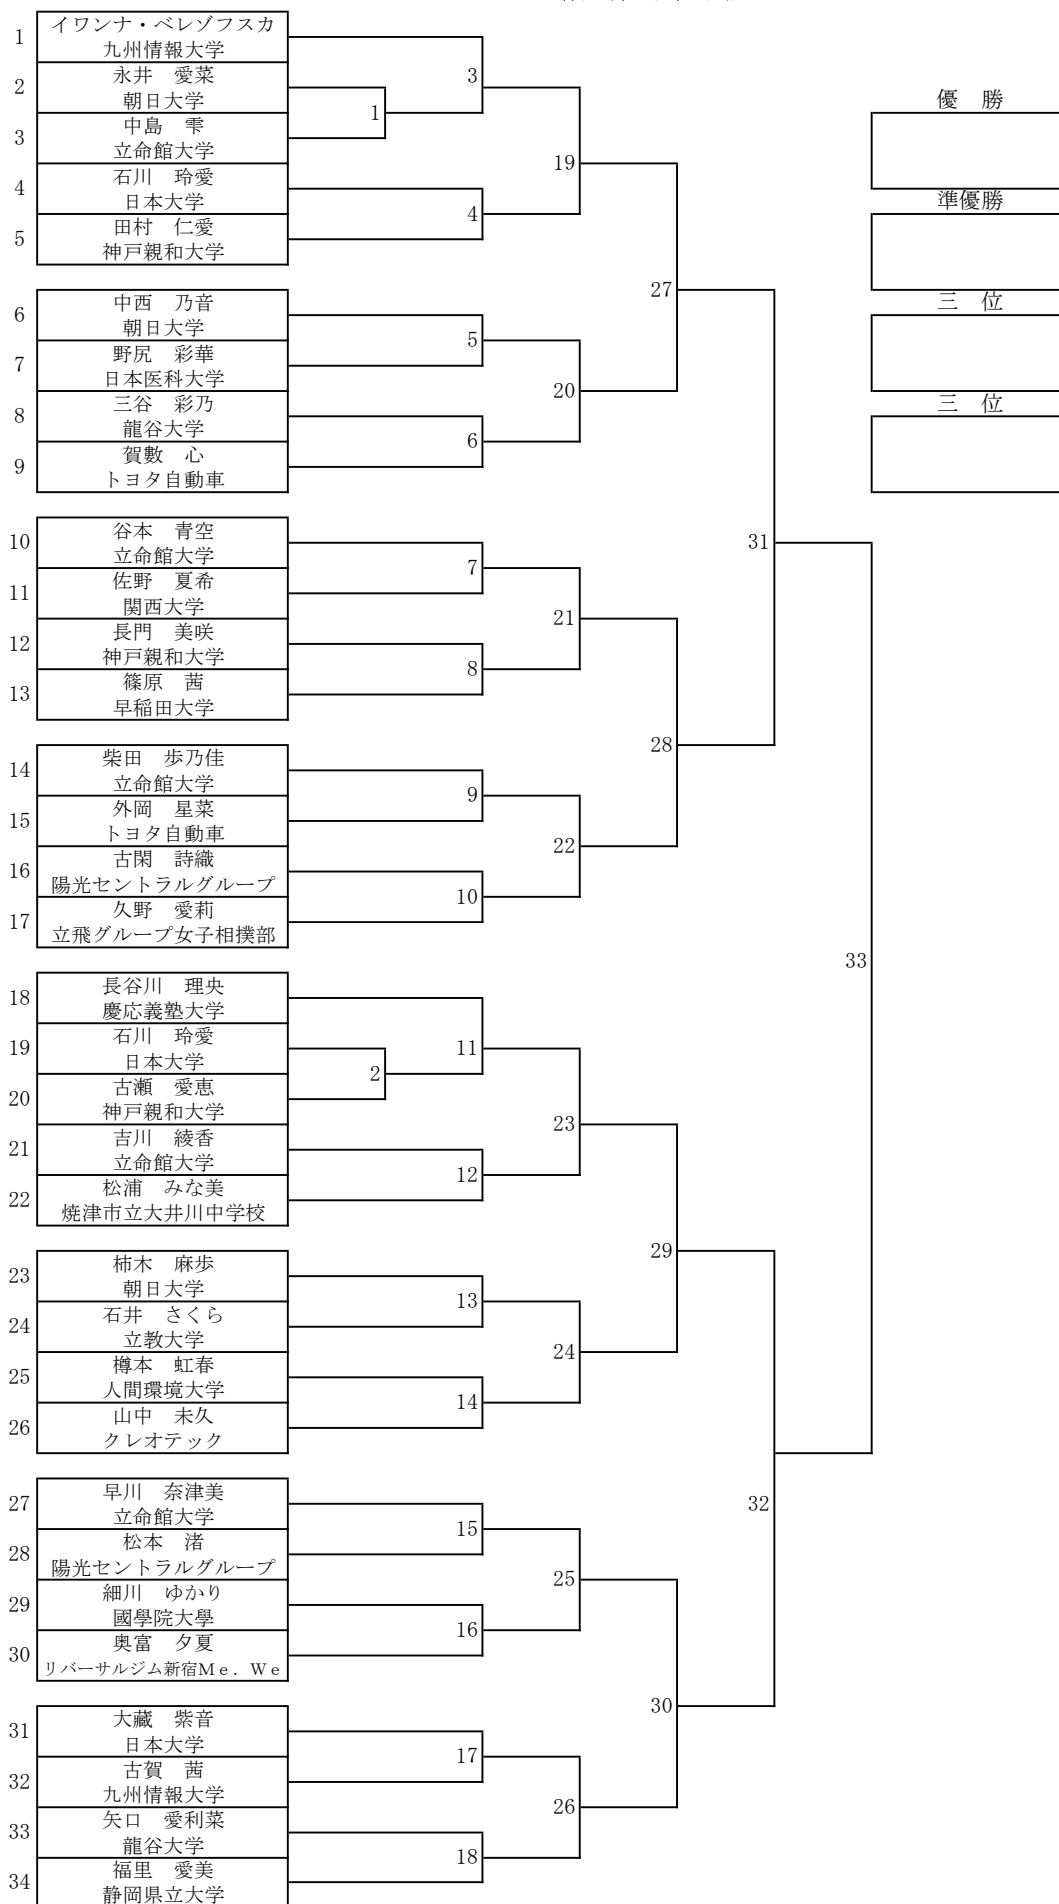 1
イワンナ・ベレゾフスカ
九州情報大学
2
永井　愛菜
朝日大学
3
中島　雫
立命館大学
4
石川　玲愛
日本大学
5
田村　仁愛
神戸親和大学
6
中西　乃音
朝日大学
7
野尻　彩華
日本医科大学
8
三谷　彩乃
龍谷大学
9
賀數　心
トヨタ自動車
10
谷本　青空
立命館大学
11
佐野　夏希
関西大学
12
長門　美咲
神戸親和大学
13
篠原　茜
早稲田大学
14
柴田　歩乃佳
立命館大学
15
外岡　星菜
トヨタ自動車
16
古閑　詩織
陽光セントラルグループ
17
久野　愛莉
立飛グループ女子相撲部
18
長谷川　理央
慶応義塾大学
19
石川　玲愛
日本大学
20
古瀬　愛恵
神戸親和大学
21
吉川　綾香
立命館大学
22
松浦　みな美
焼津市立大井川中学校
23
柿木　麻歩
朝日大学
24
石井　さくら
立教大学
25
樽本　虹春
人間環境大学
26
山中　未久
クレオテック
27
早川　奈津美
立命館大学
28
松本　渚
陽光セントラルグループ
29
細川　ゆかり
國學院大學
30
奥富　夕夏
リバーサルジム新宿Ｍｅ．Ｗｅ
31
大藏　紫音
日本大学
32
古賀　茜
九州情報大学
33
矢口　愛利菜
龍谷大学
34
福里　愛美
静岡県立大学
1
2
3
4
5
6
7
8
9
10
11
12
13
14
15
16
17
18
19
20
21
22
23
24
25
26
27
28
29
30
31
32
33
優　勝
準優勝
三　位
三　位